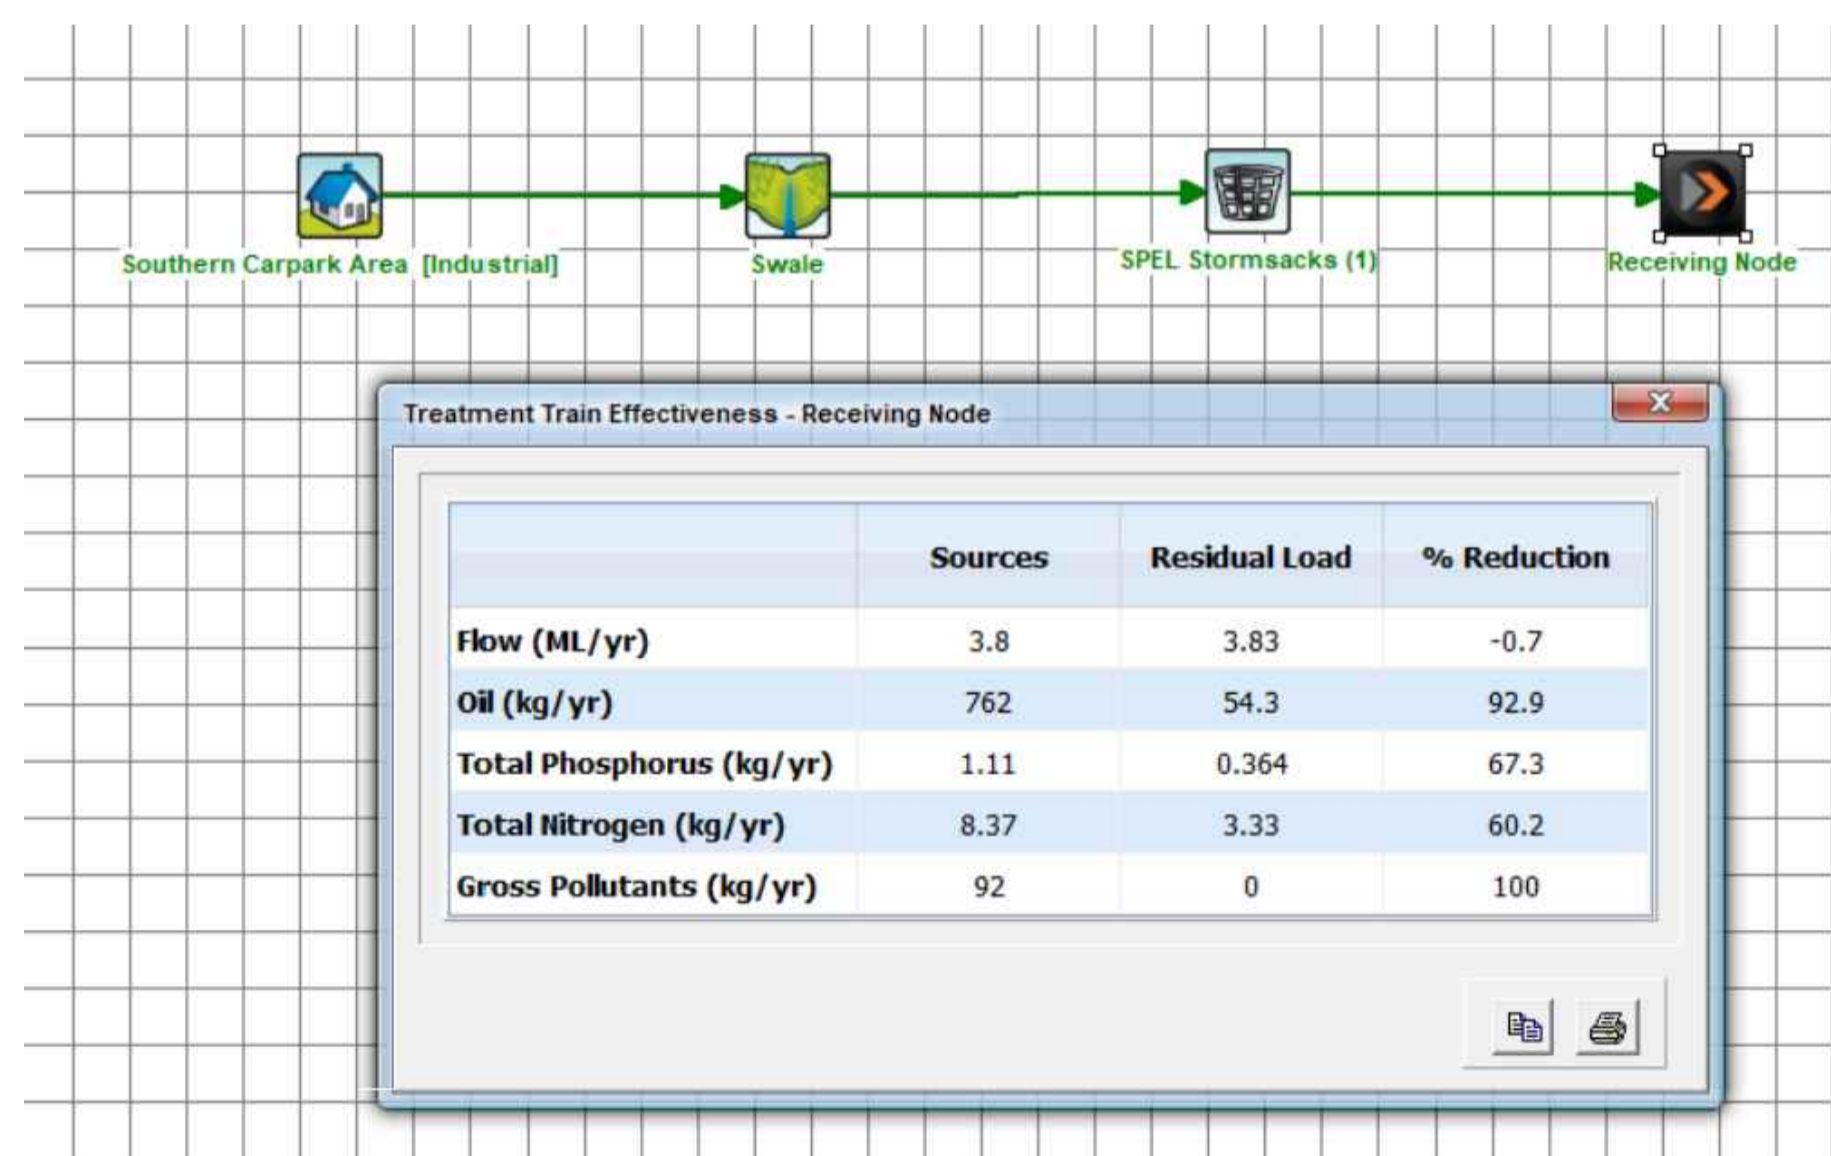 Southern Carpark Area [Industrial]
Swale
SPEL Stormsacks (1)
Receiving Node
Treatment Train Effectiveness - Receiving Node
Sources Residual Load % Reduction
Flow (ML/yr) 3.8 3.83 -0.7
Oil (kg/yr) 762 54.3 92.9
Total Phosphorus (kg/yr) 1.11 0.364 67.3
Total Nitrogen (kg/yr) 8.37 3.33 60.2
Gross Pollutants (kg/yr) 92 0 100